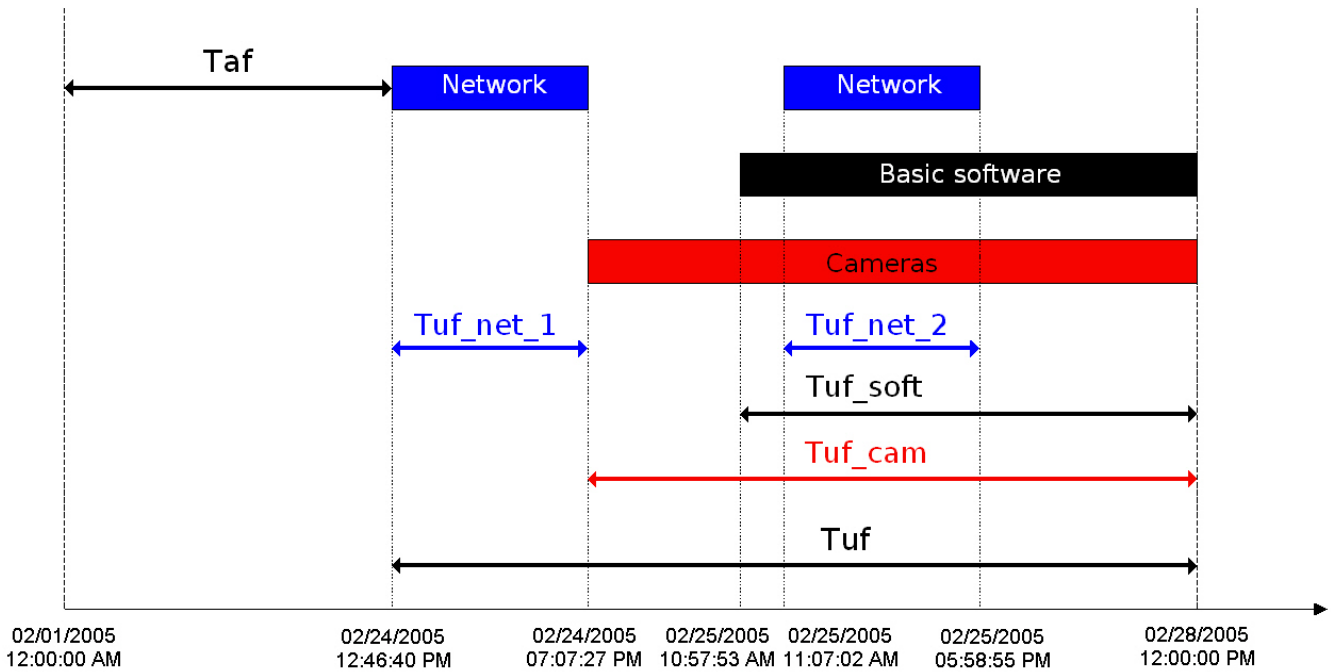 Taf
Network
Network
Basic software
Cameras
Tuf_net_1
Tuf_net_2
Tuf_soft
Tuf_cam
Tuf
02/01/2005
12:00:00 AM
02/24/2005
12:46:40 PM
02/24/2005
07:07:27 PM
02/25/2005
10:57:53 AM
02/25/2005
11:07:02 AM
02/25/2005
05:58:55 PM
02/28/2005
12:00:00 PM